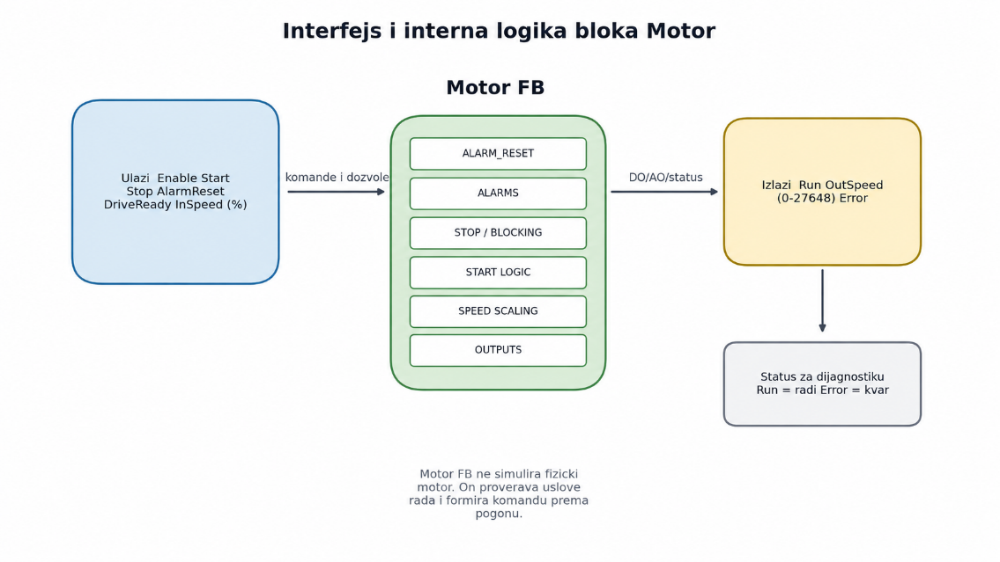 Interfejs i interna logika bloka Motor
Motor FB
Ulazi  Enable Start
Stop AlarmReset
DriveReady InSpeed (%)
komande i dozvole
ALARM_RESET
ALARMS
STOP / BLOCKING
START LOGIC
SPEED SCALING
OUTPUTS
DO/AO/status
Izlazi  Run OutSpeed
(0-27648) Error
Status za dijagnostiku
Run = radi Error = kvar
Motor FB ne simulira fizicki
motor. On proverava uslove
rada i formira komandu prema
pogonu.